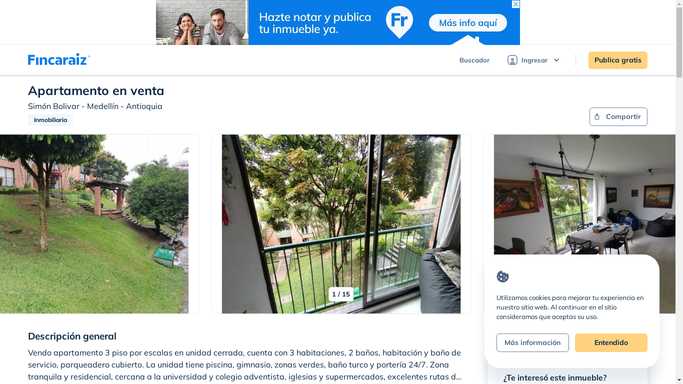 Hazte notar y publica
tu inmueble ya.
Fr
Más info aquí
Fincaraiz
Buscador
Ingresar
Publica gratis
Apartamento en venta
Simón Bolivar - Medellín - Antioquia
Inmobiliaria
Compartir
1 / 15
Utilizamos cookies para mejorar tu experiencia en
nuestro sitio web. Al continuar en el sitio
consideramos que aceptas su uso.
Más información
Entendido
Descripción general
Vendo apartamento 3 piso por escalas en unidad cerrada, cuenta con 3 habitaciones, 2 baños, habitación y baño de
servicio, parqueadero cubierto. La unidad tiene piscina, gimnasio, zonas verdes, baño turco y portería 24/7. Zona
tranquila y residencial, cercana a la universidad y colegio adventista, iglesias y supermercados, excelentes rutas d...
¿Te interesó este inmueble?